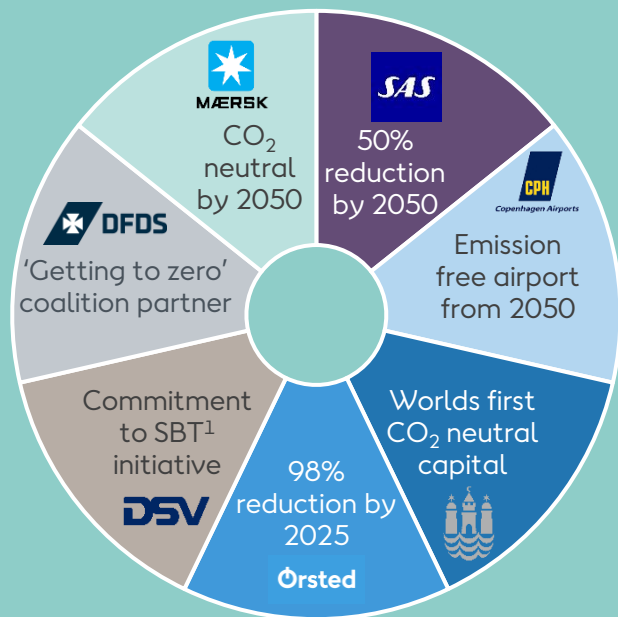 MÆRSK
CO₂
neutral
by 2050
SAS
50%
reduction
by 2050
CPH
Copenhagen Airports
Emission
free airport
from 2050
Worlds first
CO₂ neutral
capital
98%
reduction by
2025
Ørsted
Commitment
to SBT¹
initiative
DSV
DFDS
‘Getting to zero’
coalition partner